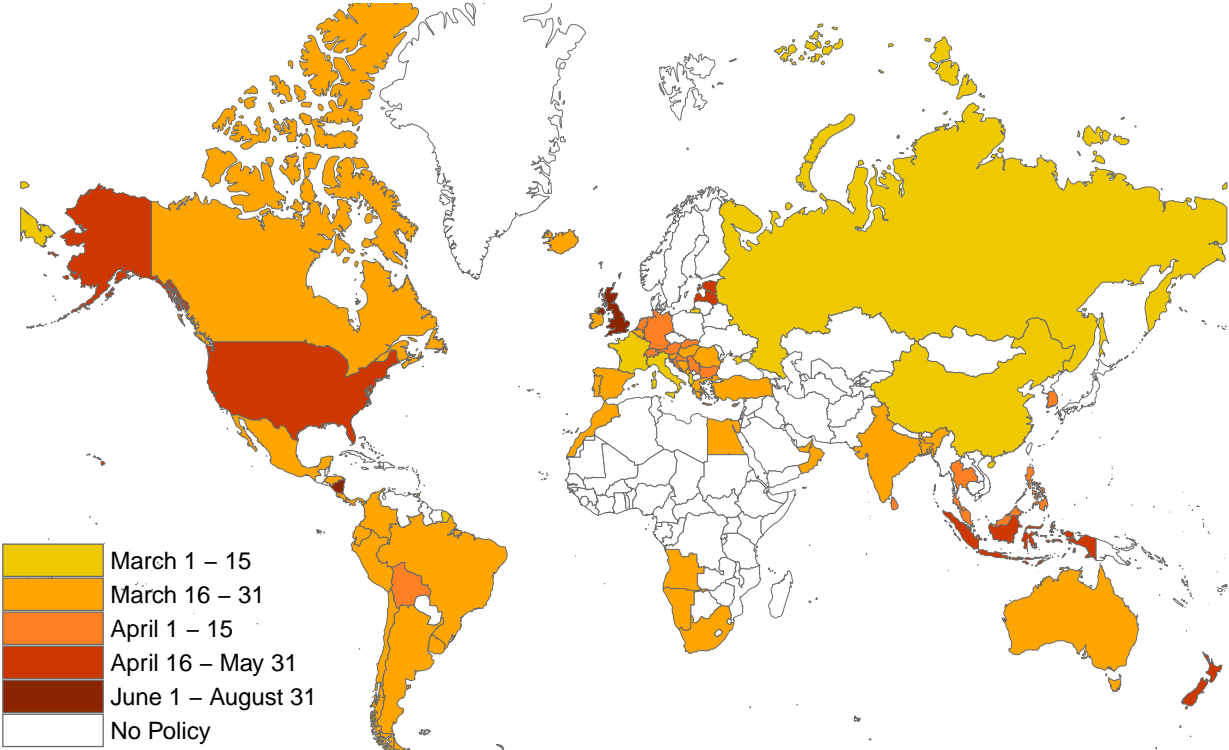 March 1 – 15
March 16 – 31
April 1 – 15
April 16 – May 31
June 1 – August 31
No Policy